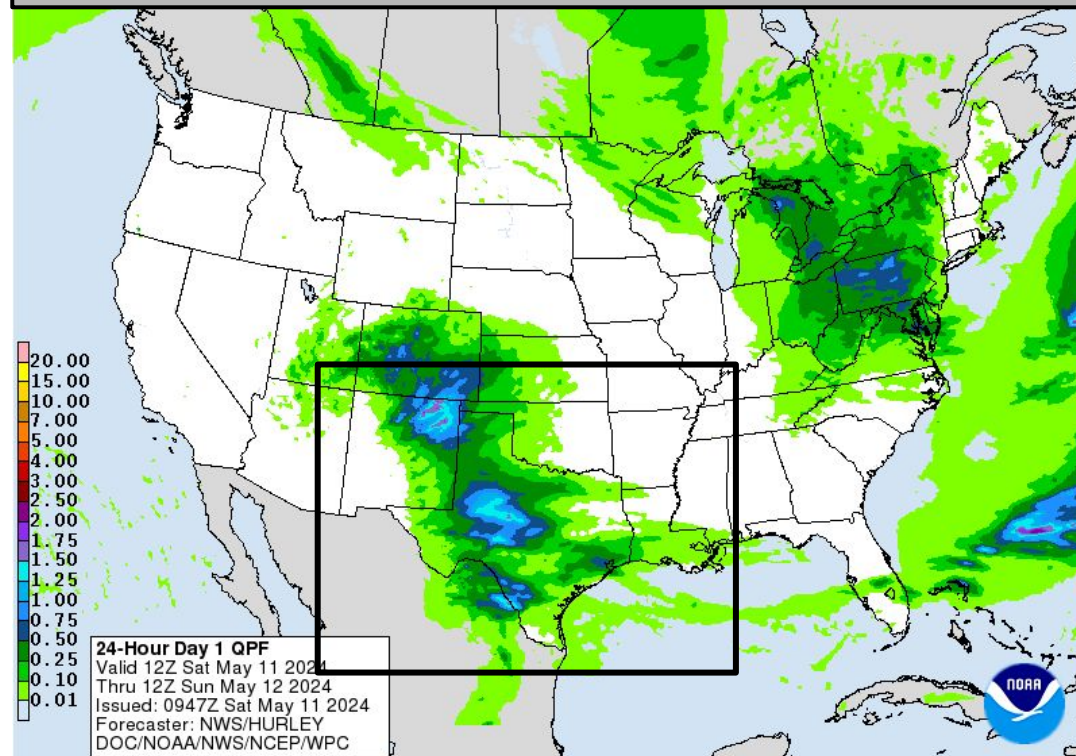 20.00
15.00
10.00
7.00
5.00
4.00
3.00
2.50
2.00
1.75
1.50
1.25
1.00
0.75
0.50
0.25
0.10
0.01
24-Hour Day 1 QPF
Valid 12Z Sat May 11 2024
Thru 12Z Sun May 12 2024
Issued: 0947Z Sat May 11 2024
Forecaster: NWS/HURLEY
DOC/NOAA/NWS/NCEP/WPC
NOAA